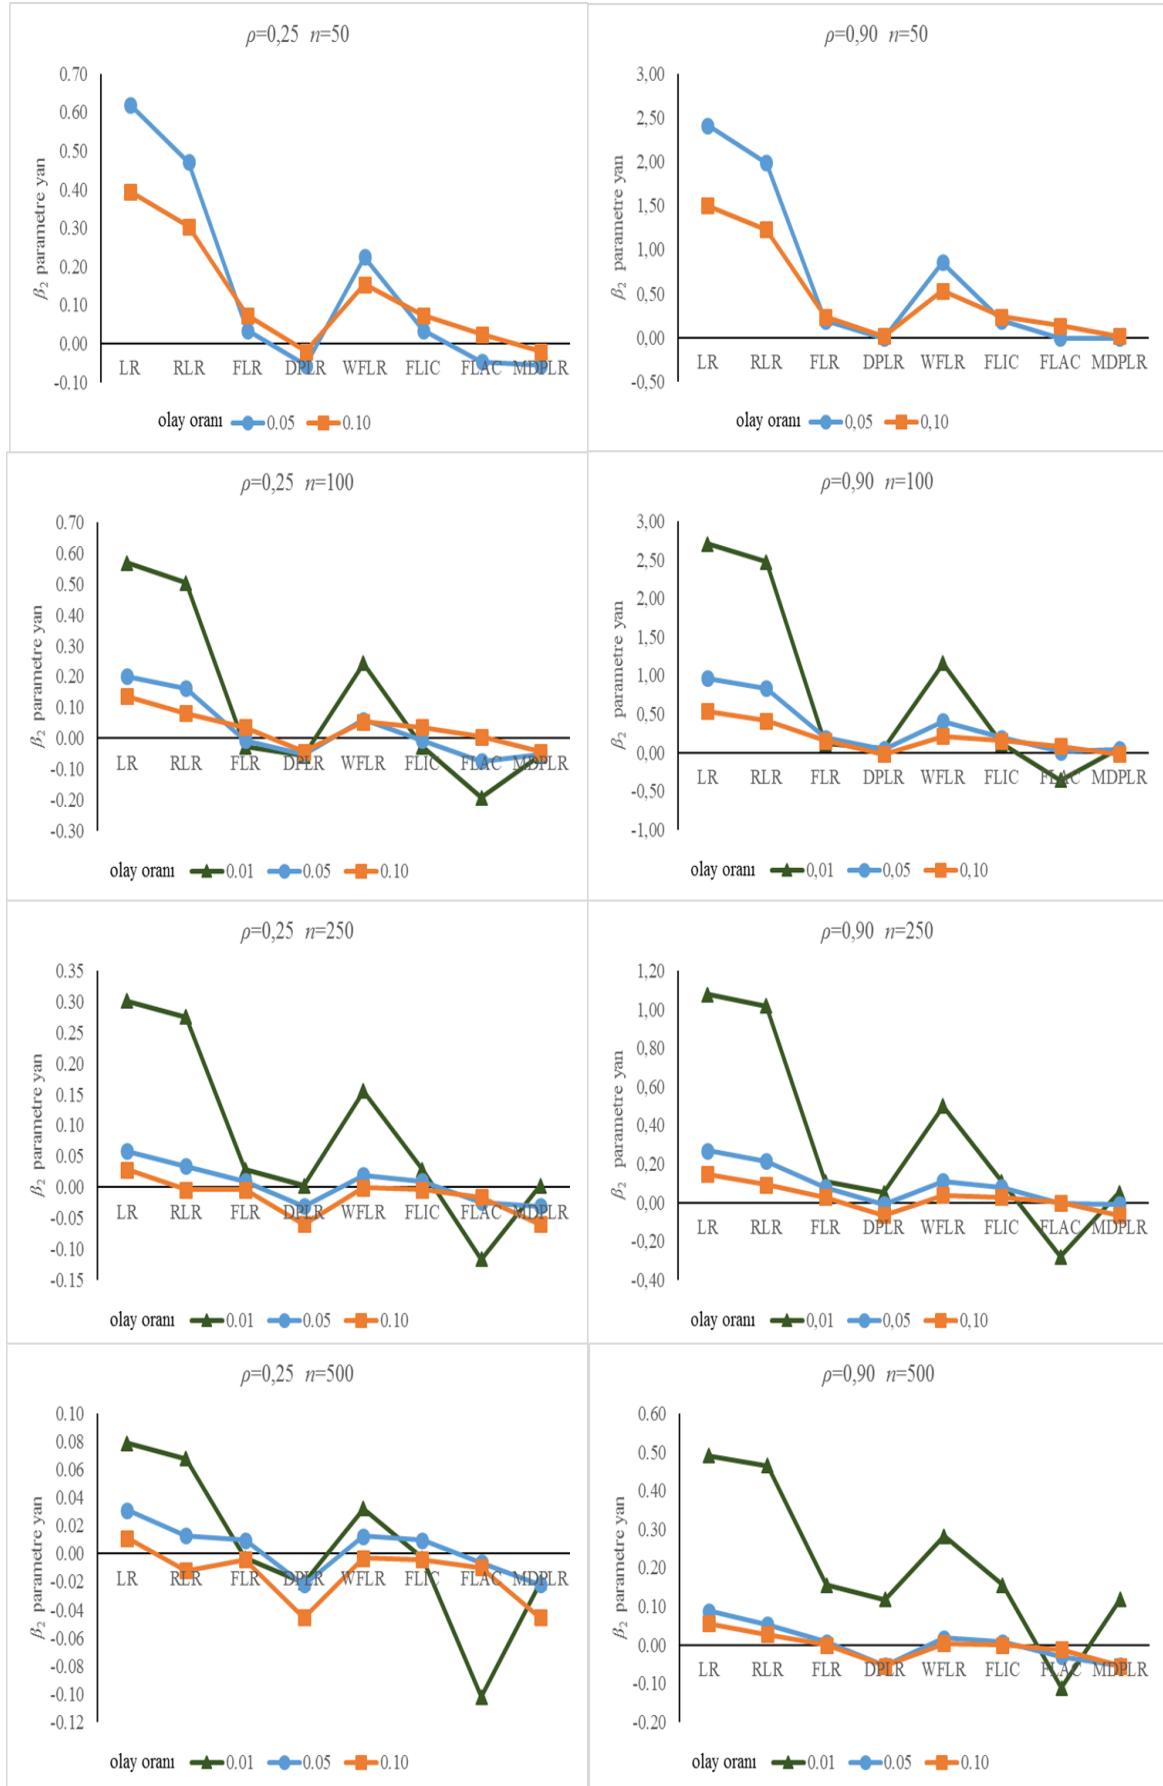 ρ=0,25 n=50
0.70
0.60
0.50
0.40
0.30
0.20
0.10
0.00
-0.10
β₂ parametre yan
LR RLR FLR DPLR WFLR FLIC FLAC MDPLR
olay oranı 0.05 0.10
ρ=0,90 n=50
3,00
2,50
2,00
1,50
1,00
0,50
0,00
-0,50
β₂ parametre yan
LR RLR FLR DPLR WFLR FLIC FLAC MDPLR
olay oranı 0,05 0,10
ρ=0,25 n=100
0.70
0.60
0.50
0.40
0.30
0.20
0.10
0.00
-0.10
-0.20
-0.30
β₂ parametre yan
LR RLR FLR DPLR WFLR FLIC FLAC MDPLR
olay oranı 0.01 0.05 0.10
ρ=0,90 n=100
3,00
2,50
2,00
1,50
1,00
0,50
0,00
-0,50
-1,00
β₂ parametre yan
LR RLR FLR DPLR WFLR FLIC FLAC MDPLR
olay oranı 0,01 0,05 0,10
ρ=0,25 n=250
0.35
0.30
0.25
0.20
0.15
0.10
0.05
0.00
-0.05
-0.10
-0.15
β₂ parametre yan
LR RLR FLR DPLR WFLR FLIC FLAC MDPLR
olay oranı 0.01 0.05 0.10
ρ=0,90 n=250
1,20
1,00
0,80
0,60
0,40
0,20
0,00
-0,20
-0,40
β₂ parametre yan
LR RLR FLR DPLR WFLR FLIC FLAC MDPLR
olay oranı 0,01 0,05 0,10
ρ=0,25 n=500
0.10
0.08
0.06
0.04
0.02
0.00
-0.02
-0.04
-0.06
-0.08
-0.10
-0.12
β₂ parametre yan
LR RLR FLR DPLR WFLR FLIC FLAC MDPLR
olay oranı 0.01 0.05 0.10
ρ=0,90 n=500
0.60
0.50
0.40
0.30
0.20
0.10
0.00
-0.10
-0.20
β₂ parametre yan
LR RLR FLR DPLR WFLR FLIC FLAC MDPLR
olay oranı 0.01 0.05 0.10